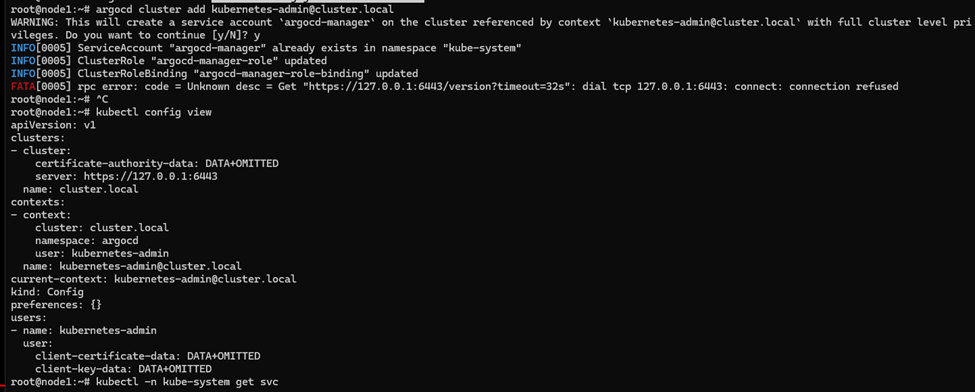 root@node1:~# argocd cluster add kubernetes-admin@cluster.local
WARNING: This will create a service account `argocd-manager` on the cluster referenced by context `kubernetes-admin@cluster.local` with full cluster level pri
vileges. Do you want to continue [y/N]? y
INFO[0005] ServiceAccount "argocd-manager" already exists in namespace "kube-system"
INFO[0005] ClusterRole "argocd-manager-role" updated
INFO[0005] ClusterRoleBinding "argocd-manager-role-binding" updated
FATA[0005] rpc error: code = Unknown desc = Get "https://127.0.0.1:6443/version?timeout=32s": dial tcp 127.0.0.1:6443: connect: connection refused
root@node1:~# ^C
root@node1:~# kubectl config view
apiVersion: v1
clusters:
- cluster:
    certificate-authority-data: DATA+OMITTED
    server: https://127.0.0.1:6443
  name: cluster.local
contexts:
- context:
    cluster: cluster.local
    namespace: argocd
    user: kubernetes-admin
  name: kubernetes-admin@cluster.local
current-context: kubernetes-admin@cluster.local
kind: Config
preferences: {}
users:
- name: kubernetes-admin
  user:
    client-certificate-data: DATA+OMITTED
    client-key-data: DATA+OMITTED
root@node1:~# kubectl -n kube-system get svc